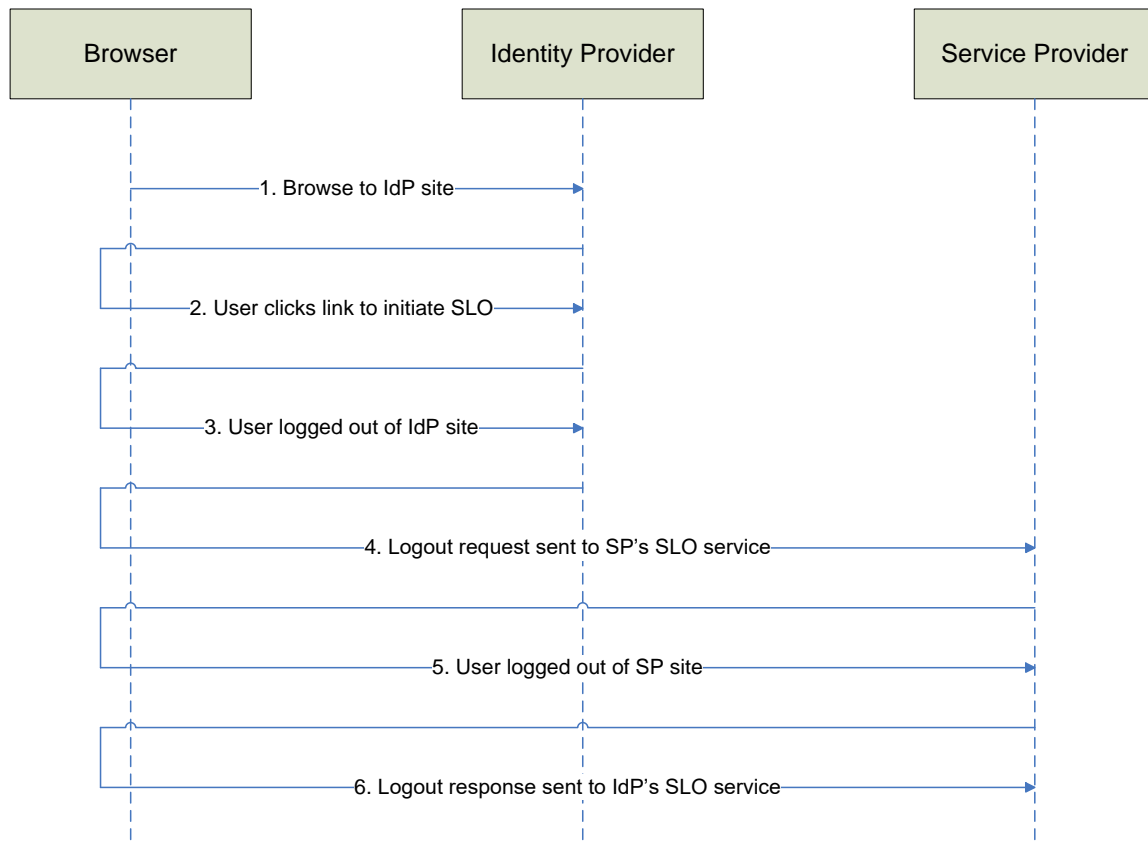 Browser
Identity Provider
Service Provider
1. Browse to IdP site
2. User clicks link to initiate SLO
3. User logged out of IdP site
4. Logout request sent to SP’s SLO service
5. User logged out of SP site
6. Logout response sent to IdP’s SLO service